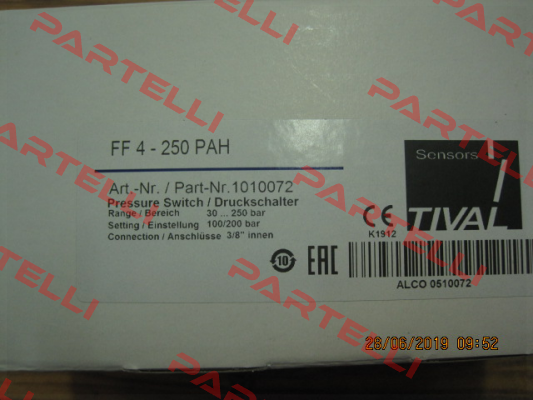 PARTELLI
PARTELLI
PARTELLI
FF 4 - 250 PAH
Art.-Nr. / Part-Nr.1010072
Pressure Switch / Druckschalter
Range / Bereich 30 ... 250 bar
Setting / Einstellung 100/200 bar
Connection / Anschlüsse 3/8" innen
Sensors
TIVAL
CE
K1912
10
EAC
ALCO 0510072
PARTELLI
PARTELLI
PARTELLI
26/06/2019 09:52